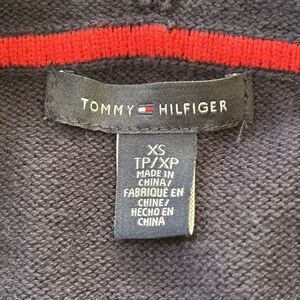 TOMMY HILFIGER
XS
TP/XP
MADE IN
CHINA/
FABRIQUÉ EN
CHINE/
HECHO EN
CHINA